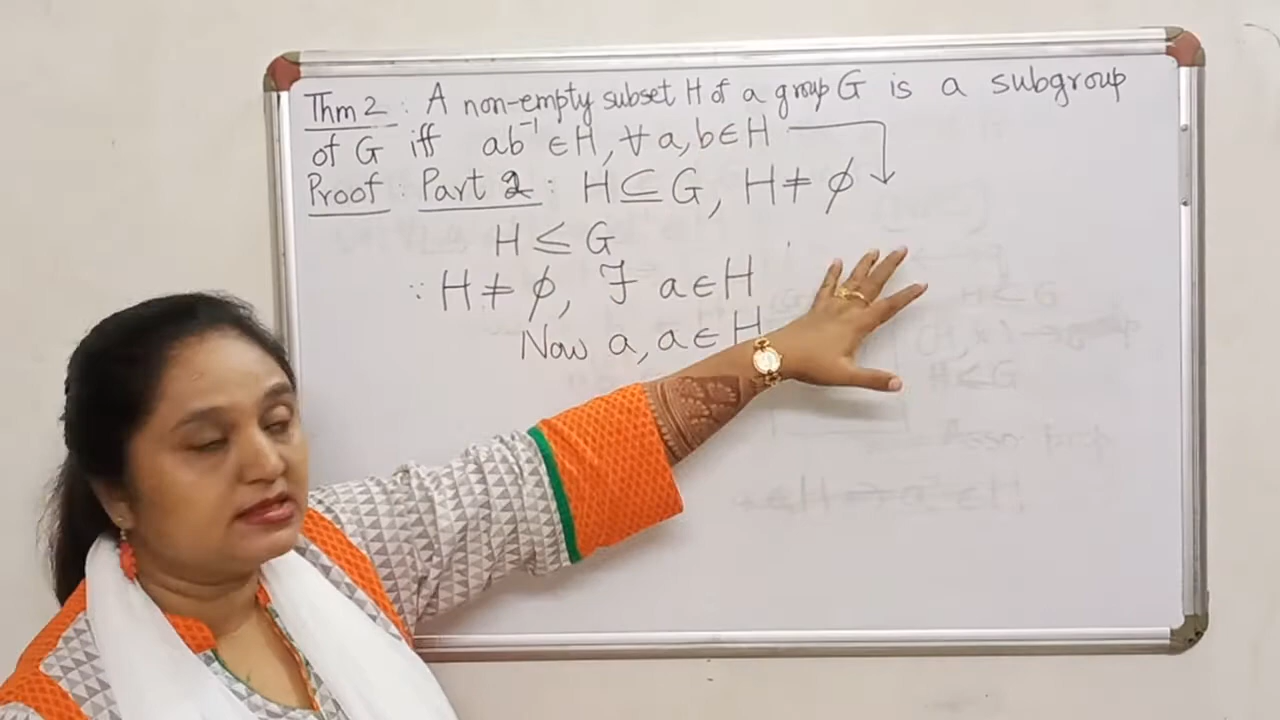 Thm 2 : A non-empty subset H of a group G is a subgroup
of G iff ab⁻¹ ∈ H, ∀ a, b ∈ H
Proof : Part 2 : H ⊆ G, H ≠ ϕ
H ≤ G
∵ H ≠ ϕ, ∃ a ∈ H
Now a, a ∈ H
H ≤ G